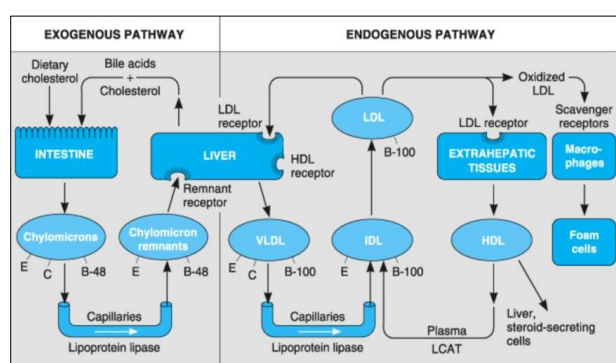 EXOGENOUS PATHWAY
ENDOGENOUS PATHWAY
Dietary
cholesterol
Bile acids
+
Cholesterol
INTESTINE
LIVER
LDL
receptor
HDL
receptor
Remnant
receptor
Chylomicrons
E
C
B-48
Chylomicron
remnants
E
B-48
Capillaries
Lipoprotein lipase
LDL
B-100
VLDL
E
C
B-100
IDL
E
B-100
Capillaries
Lipoprotein lipase
LDL receptor
EXTRAHEPATIC
TISSUES
HDL
Plasma
LCAT
Liver,
steroid-secreting
cells
Oxidized
LDL
Scavenger
receptors
Macro-
phages
Foam
cells